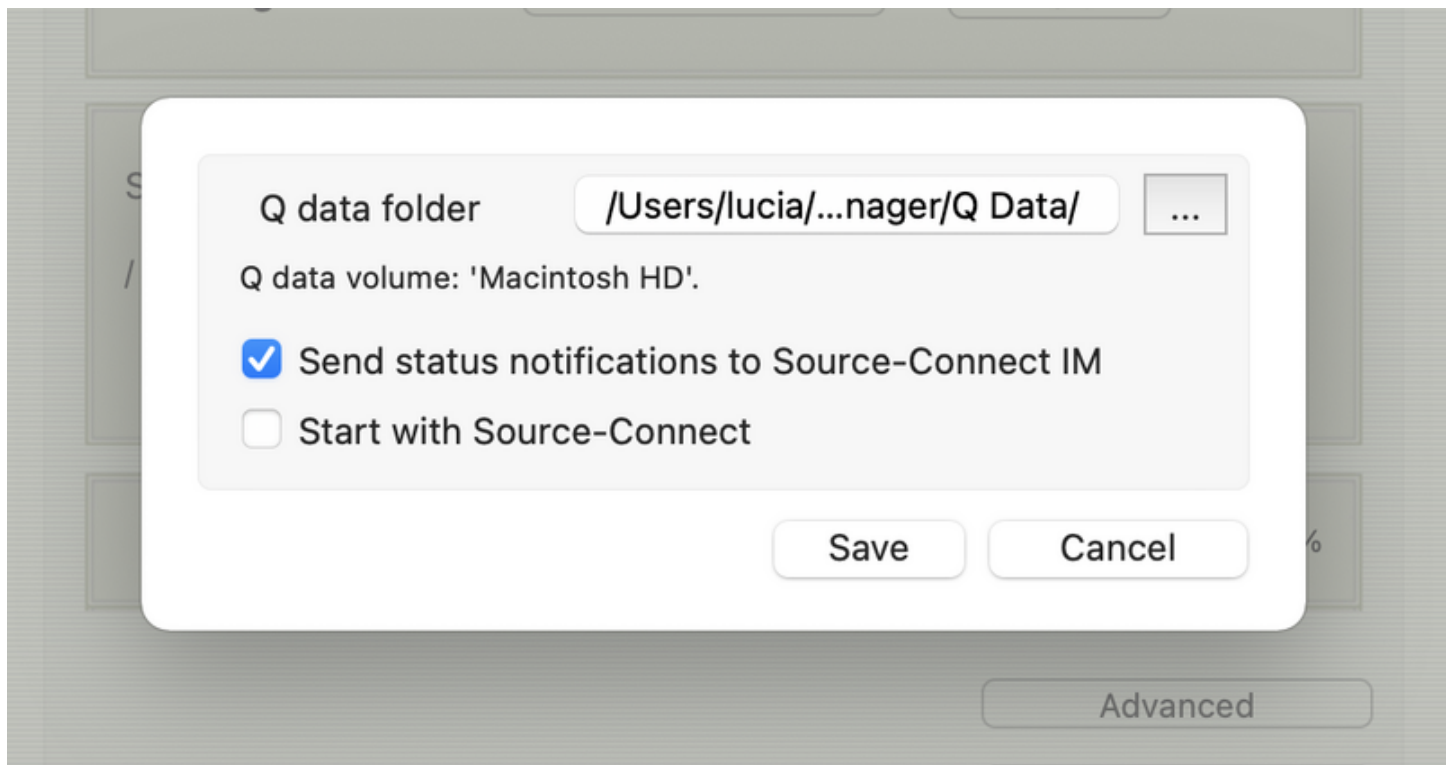 Q data folder /Users/lucia/...nager/Q Data/ ...
Q data volume: 'Macintosh HD'.
Send status notifications to Source-Connect IM
Start with Source-Connect
Save Cancel
%
Advanced